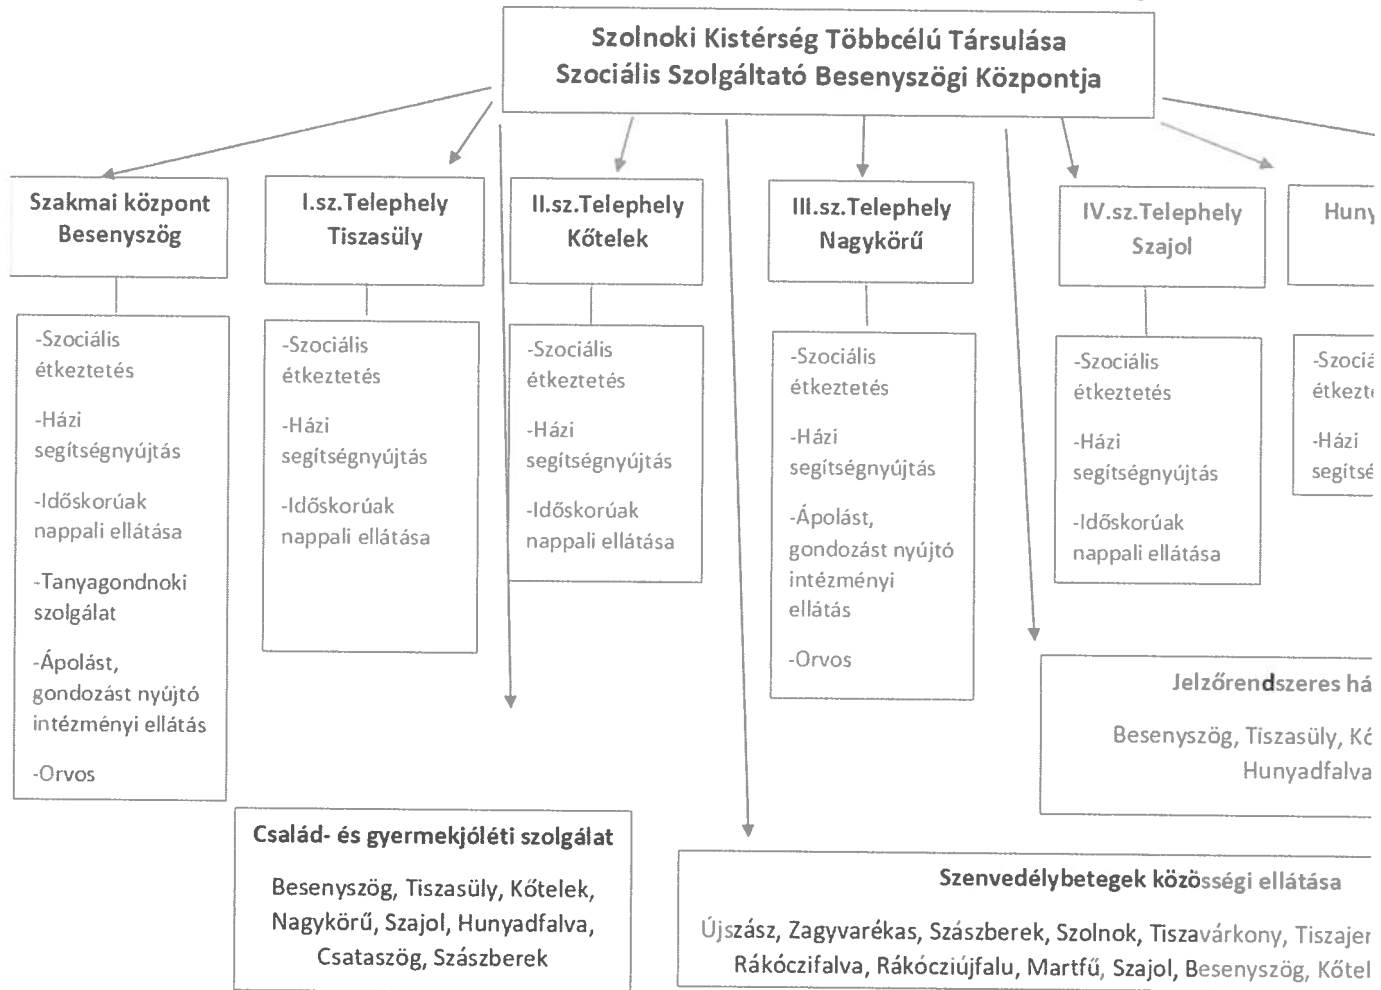 Szolnoki Kistérség Többcélú Társulása
Szociális Szolgáltató Besenyszögi Központja
Szakmai központ
Besenyszög
I.sz.Telephely
Tiszasüly
II.sz.Telephely
Kőtelek
III.sz.Telephely
Nagykörű
IV.sz.Telephely
Szajol
-Szociális
étkeztetés
-Házi
segítségnyújtás
-Időskorúak
nappali ellátása
-Tanyagondnoki
szolgálat
-Ápolást,
gondozást nyújtó
intézményi ellátás
-Orvos
-Szociális
étkeztetés
-Házi
segítségnyújtás
-Időskorúak
nappali ellátása
-Szociális
étkeztetés
-Házi
segítségnyújtás
-Időskorúak
nappali ellátása
-Szociális
étkeztetés
-Házi
segítségnyújtás
-Ápolást,
gondozást nyújtó
intézményi
ellátás
-Orvos
-Szociális
étkeztetés
-Házi
segítségnyújtás
-Időskorúak
nappali ellátása
-Házi
Jelzőrendszeres
Besenyszög, Tiszasüly,
Hunyadfalva
Család- és gyermekjóléti szolgálat
Besenyszög, Tiszasüly, Kőtelek,
Nagykörű, Szajol, Hunyadfalva,
Csataszög, Szászberek
Szenvedélybetegek közösségi ellátása
Újszász, Zagyvarékas, Szászberek, Szolnok, Tiszavárkony,
Rákóczifalva, Rákócziújfalu, Martfű, Szajol, Besenyszög,